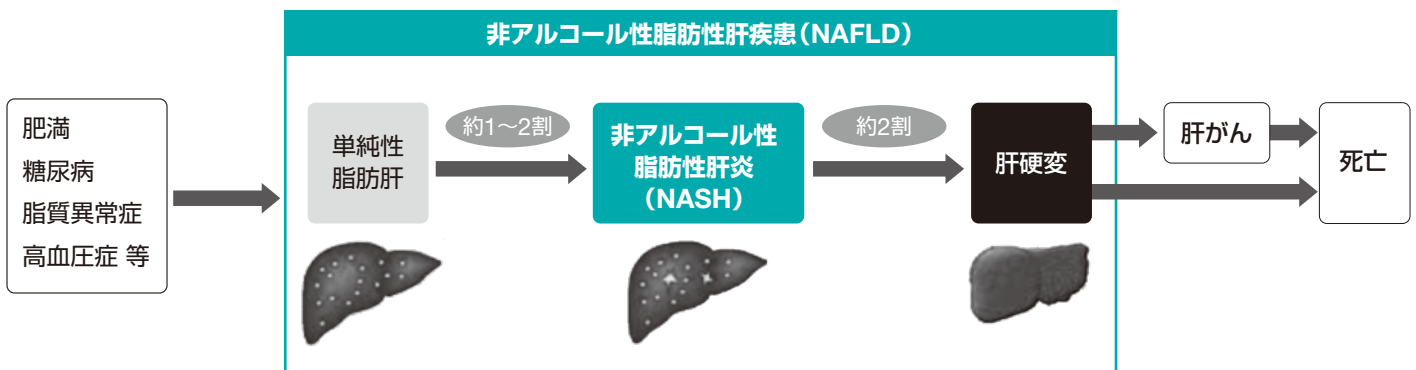 非アルコール性脂肪性肝疾患（NAFLD）
肥満
糖尿病
脂質異常症
高血圧症 等
単純性
脂肪肝
約1～2割
非アルコール性
脂肪性肝炎
（NASH）
約2割
肝硬変
肝がん
死亡